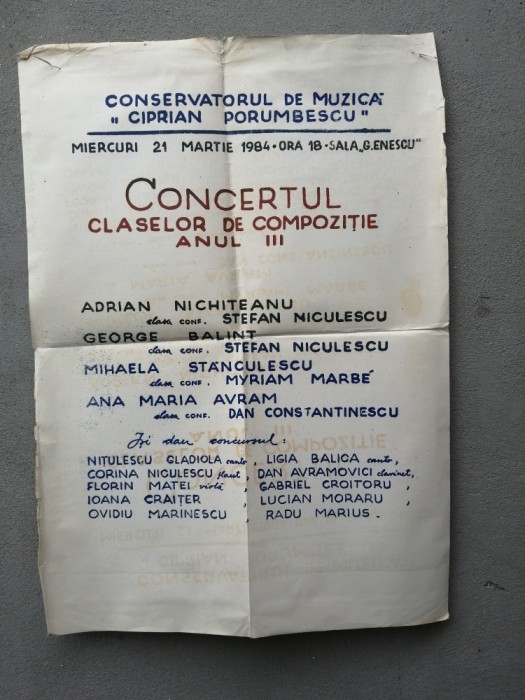 CONSERVATORUL DE MUZICĂ
"CIPRIAN PORUMBESCU"
MIERCURI 21 MARTIE 1984 • ORA 18 • SALA „G. ENESCU"
CONCERTUL
CLASELOR DE COMPOZIȚIE
ANUL III
ADRIAN NICHITEANU
clasa CONF. STEFAN NICULESCU
GEORGE BALINT
clasa CONF. STEFAN NICULESCU
MIHAELA STĂNCULESCU
clasa CONF. MYRIAM MARBÉ
ANA MARIA AVRAM
clasa CONF. DAN CONSTANTINESCU
Își dau concursul:
NIȚULESCU GLADIOLA canto, LIGIA BALICA canto,
CORINA NICULESCU flaut, DAN AVRAMOVICI clarinet,
FLORIN MATEI violă, GABRIEL CROITORU,
IOANA CRAITER, LUCIAN MORARU,
OVIDIU MARINESCU, RADU MARIUS.